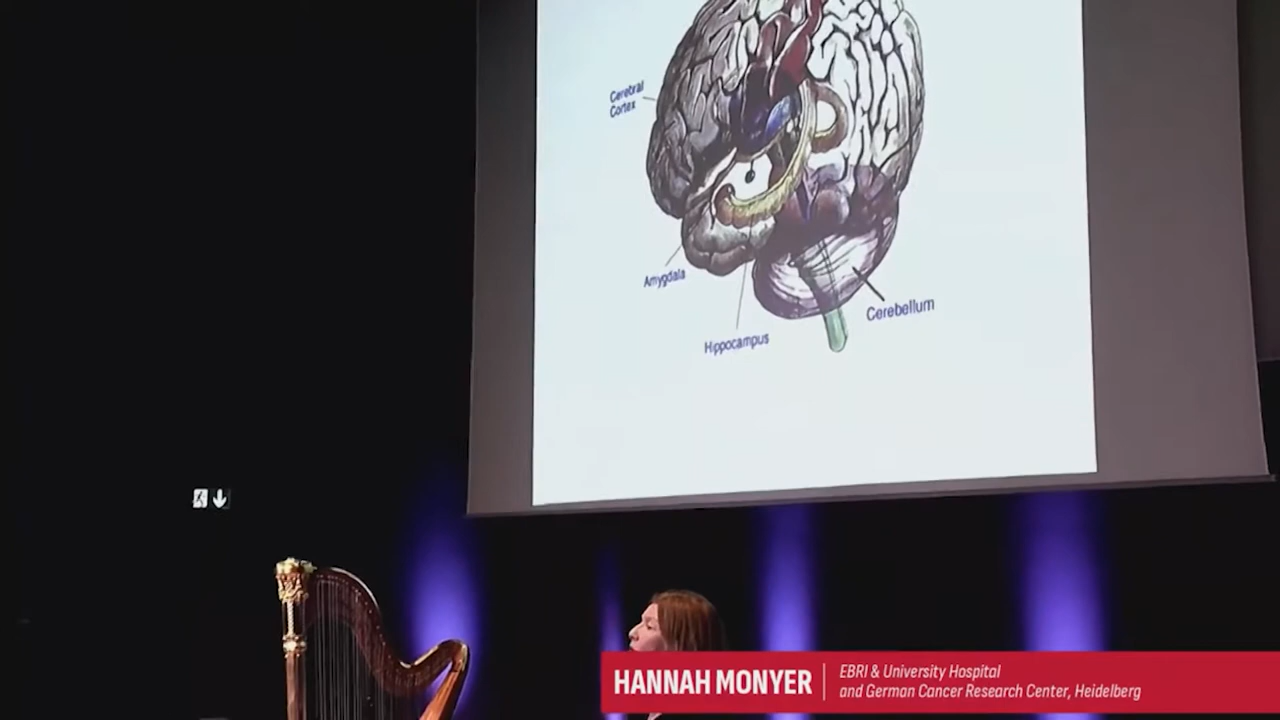 Cerebral
Cortex
Amygdala
Hippocampus
Cerebellum
HANNAH MONYER
EBRI & University Hospital
and German Cancer Research Center, Heidelberg